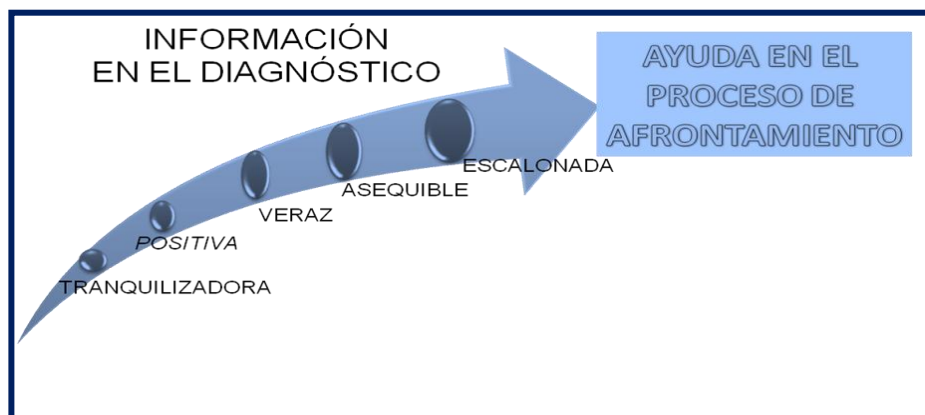 INFORMACIÓN
EN EL DIAGNÓSTICO
AYUDA EN EL
PROCESO DE
AFRONTAMIENTO
ESCALONADA
ASEQUIBLE
VERAZ
POSITIVA
TRANQUILIZADORA